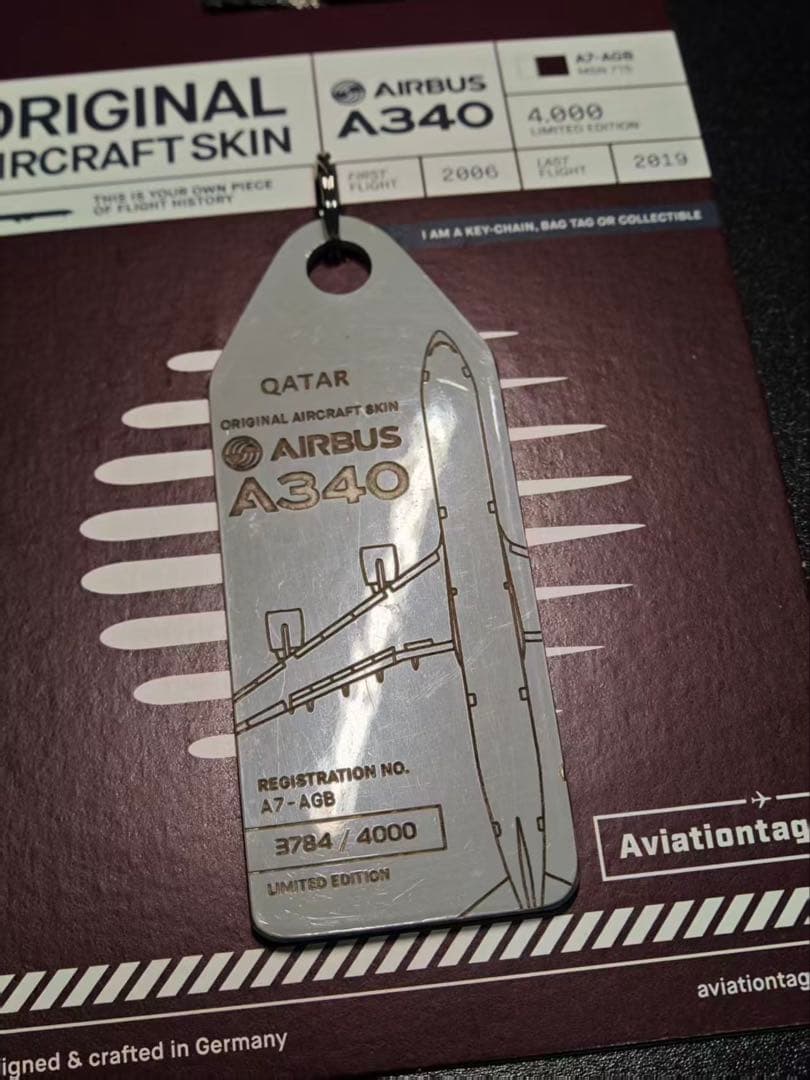 ORIGINAL
AIRCRAFT SKIN
THIS IS YOUR OWN PIECE
OF FLIGHT HISTORY
AIRBUS
A340
A7-AGB
MSN 715
4.000
LIMITED EDITION
FIRST
FLIGHT
2006
LAST
FLIGHT
2019
I AM A KEY-CHAIN, BAG TAG OR COLLECTIBLE
QATAR
ORIGINAL AIRCRAFT SKIN
AIRBUS
A340
REGISTRATION NO.
A7-AGB
3784 / 4000
LIMITED EDITION
Aviationtag
aviationtag
igned & crafted in Germany